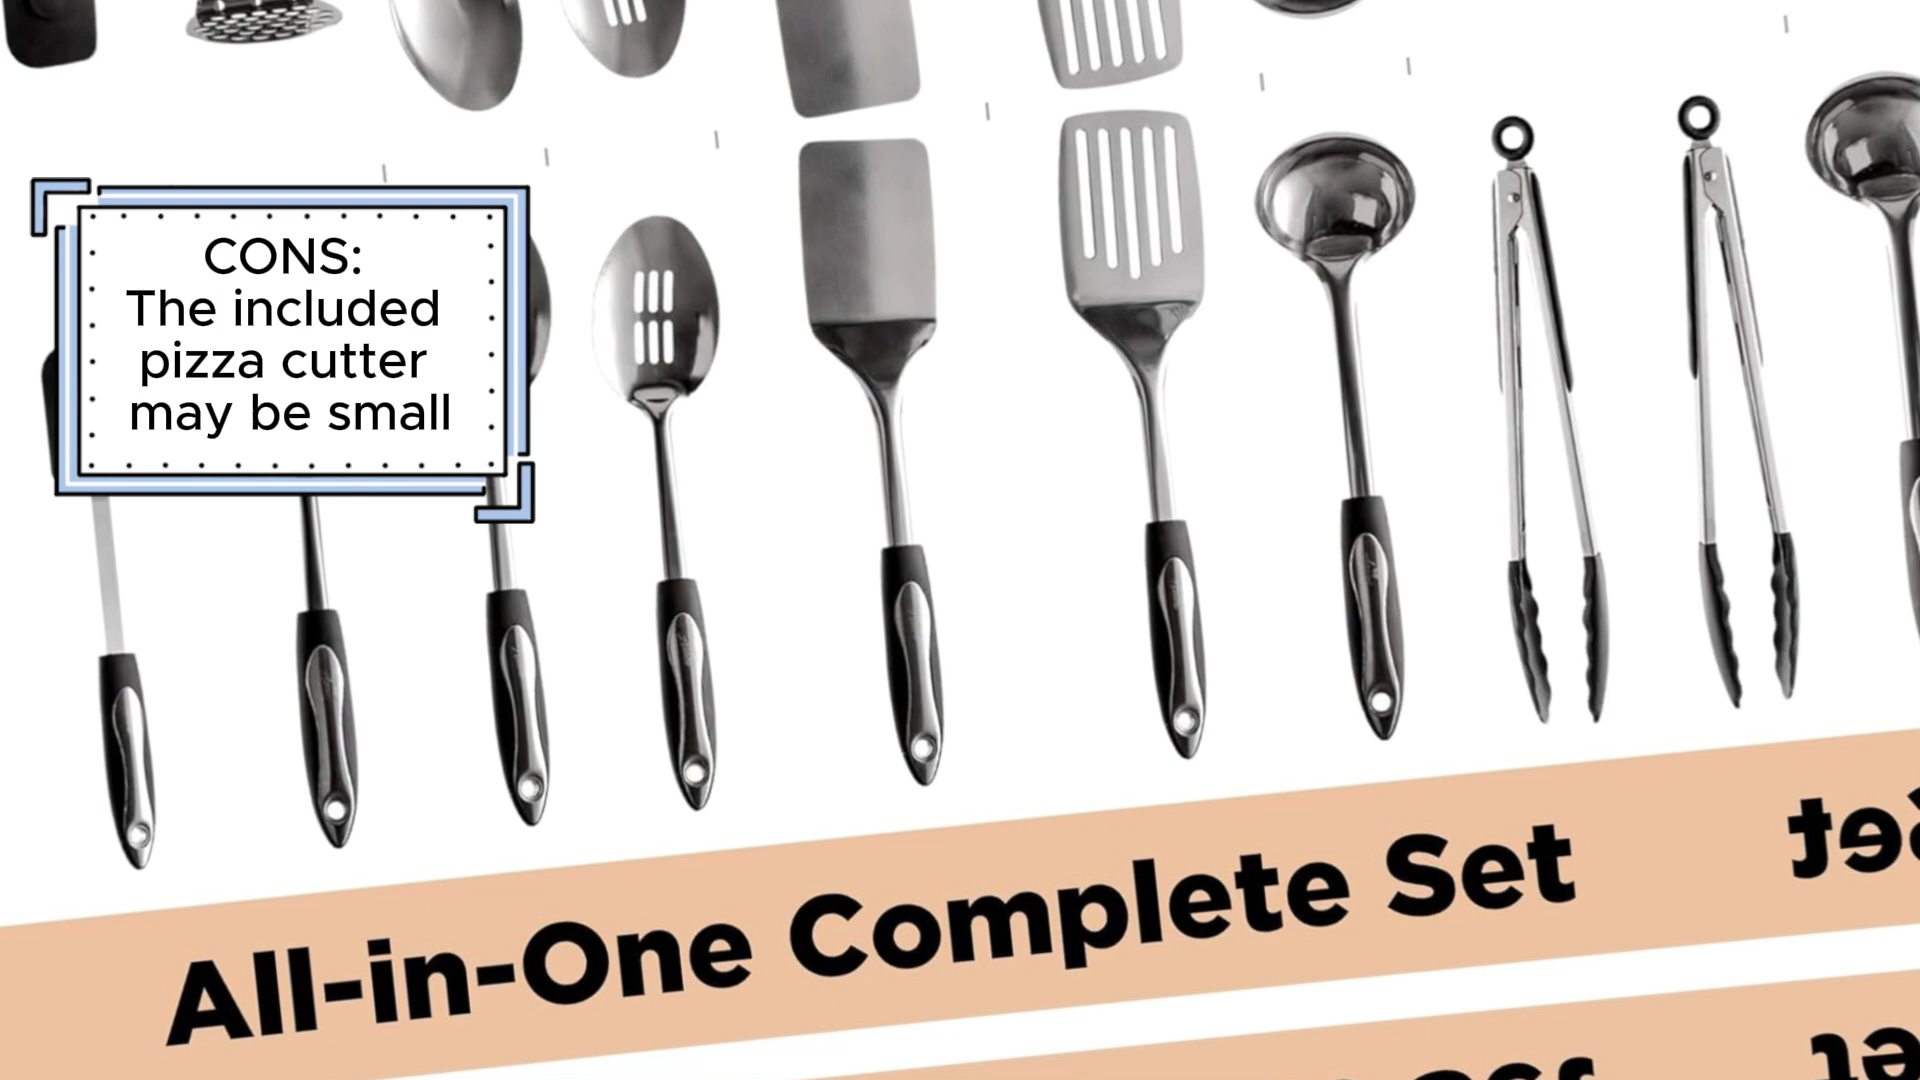 CONS:
The included
pizza cutter
may be small
All-in-One Complete Set